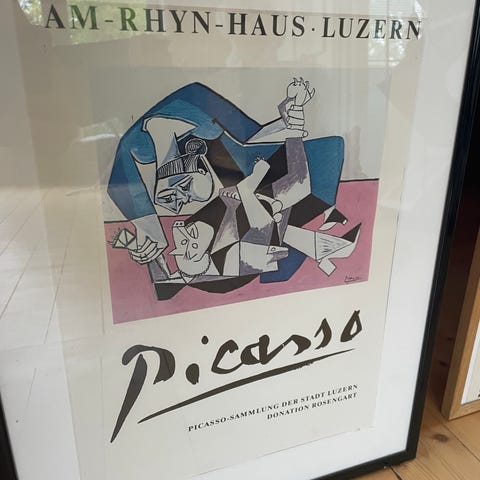 AM-RHYN-HAUS · LUZERN
Picasso
PICASSO-SAMMLUNG DER STADT LUZERN
DONATION ROSENGART